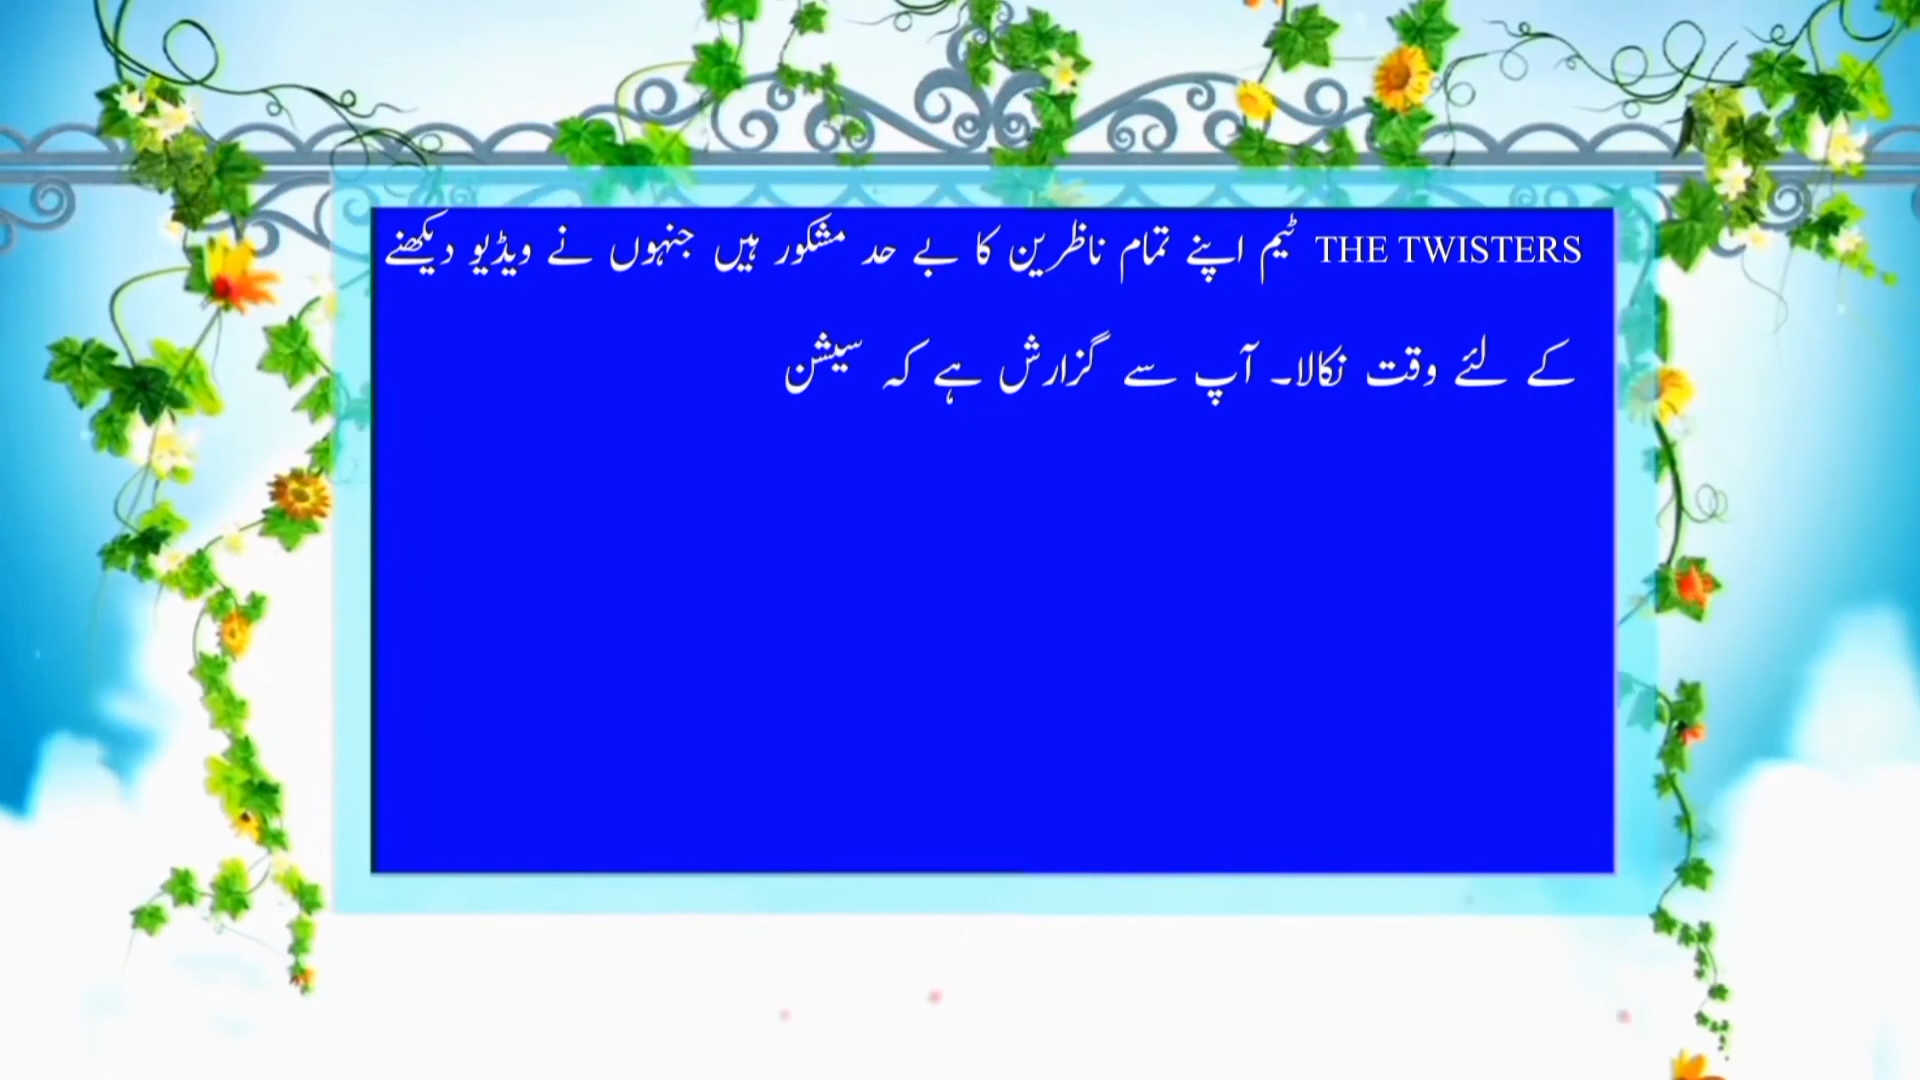 THE TWISTERS ٹیم اپنے تمام ناظرین کا بے حد مشکور ہیں جنہوں نے ویڈیو دیکھنے
کے لئے وقت نکالا۔ آپ سے گزارش ہے کہ سیشن